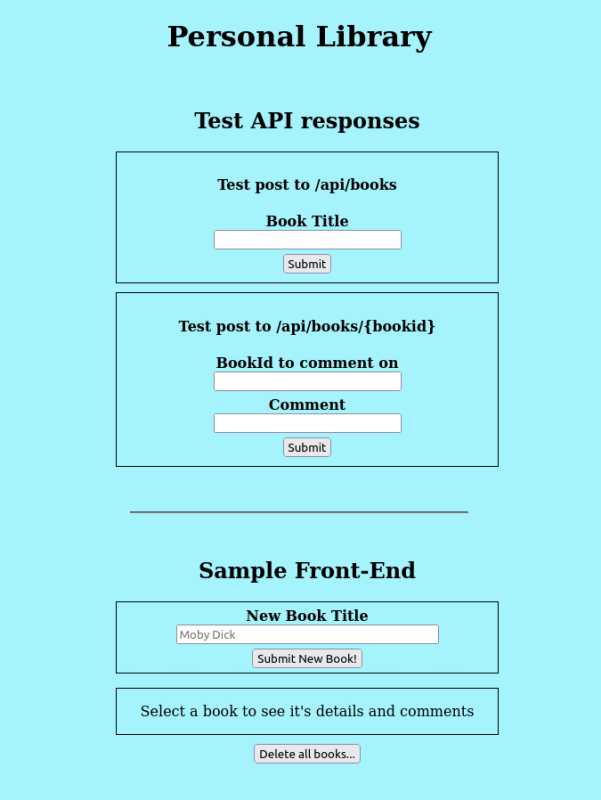 Personal Library
Test API responses
Test post to /api/books
Book Title
Submit
Test post to /api/books/{bookid}
BookId to comment on
Comment
Submit
Sample Front-End
New Book Title
Moby Dick
Submit New Book!
Select a book to see it's details and comments
Delete all books...